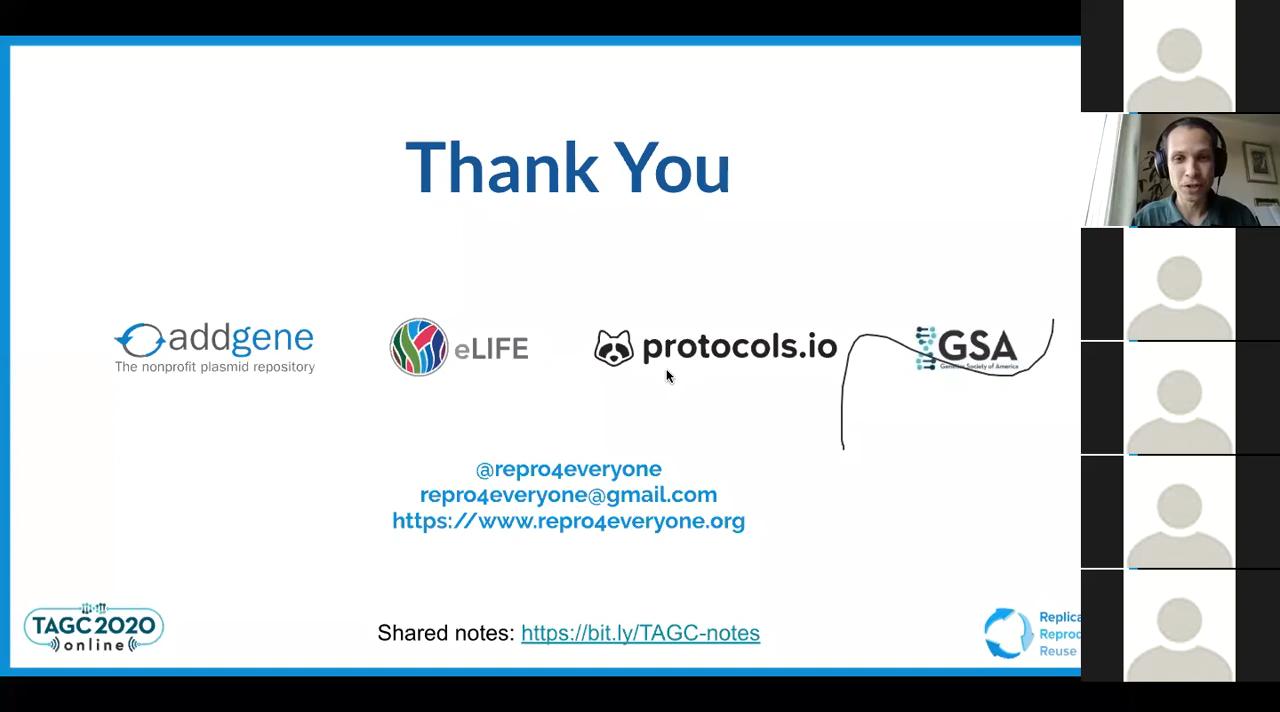 Thank You
addgene
The nonprofit plasmid repository
eLIFE
protocols.io
GSA
Genetics Society of America
@repro4everyone
repro4everyone@gmail.com
https://www.repro4everyone.org
TAGC 2020
online
Shared notes: https://bit.ly/TAGC-notes
Replica
Reprod
Reuse